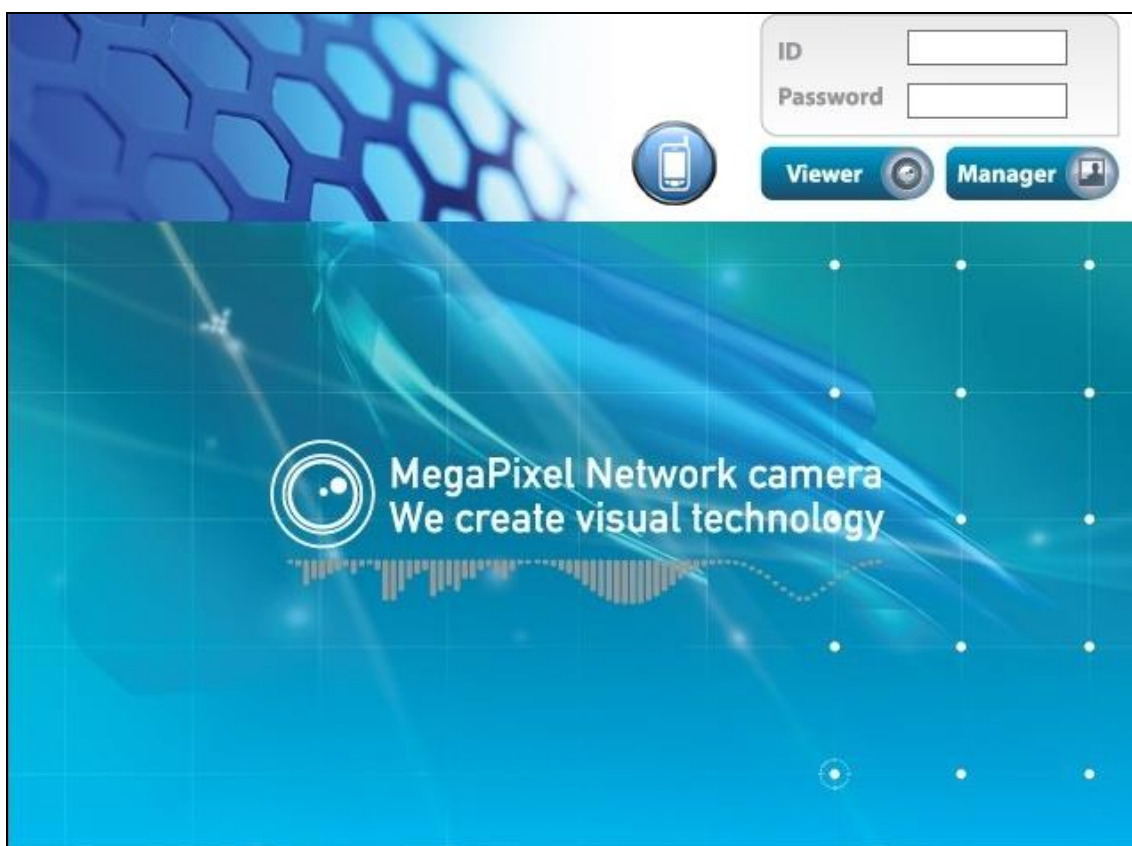 ID
Password
Viewer
Manager
MegaPixel Network camera
We create visual technology